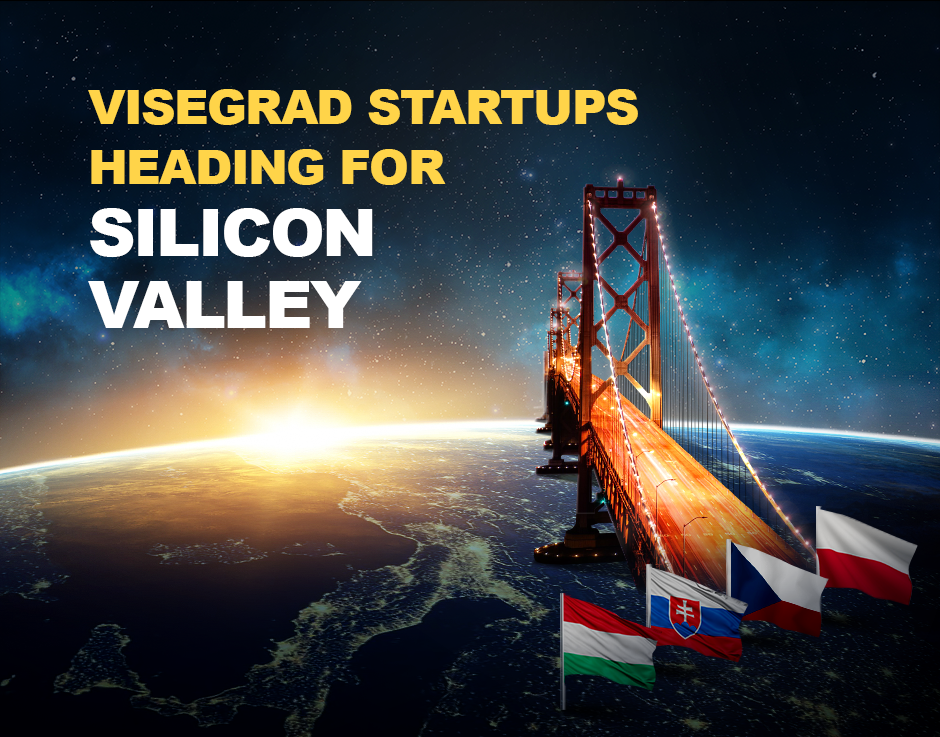 VISEGRAD STARTUPS
HEADING FOR
SILICON
VALLEY